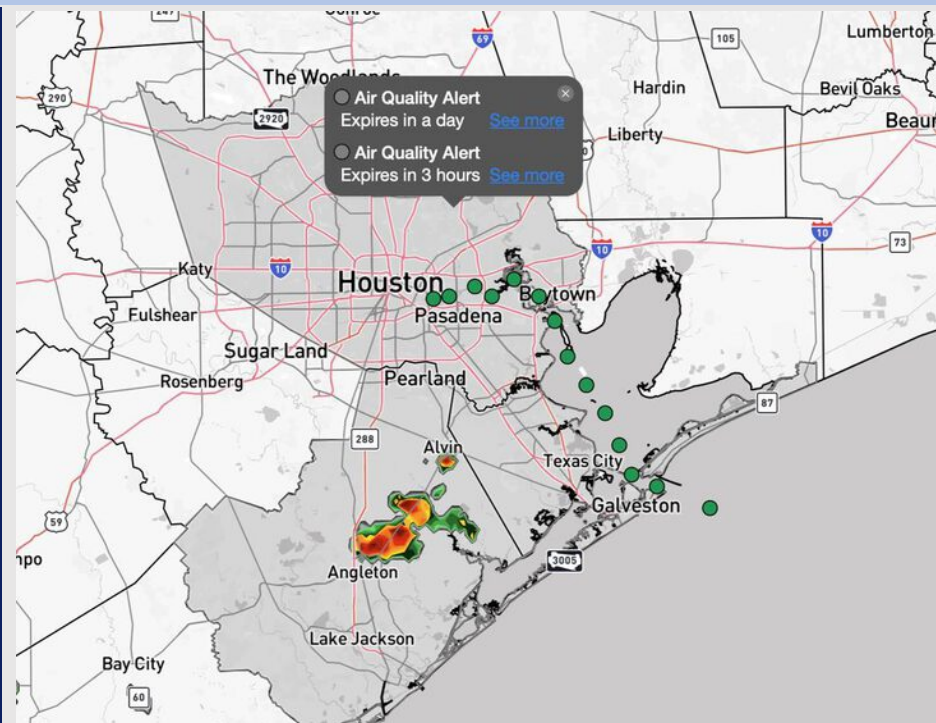 69
105
Lumberton
290
The Woodlands
Hardin
Bevil Oaks
2920
Air Quality Alert
Expires in a day See more
Air Quality Alert
Expires in 3 hours See more
Liberty
10
10
73
Katy
10
Houston
Baytown
Fulshear
Pasadena
Sugar Land
Rosenberg
Pearland
87
288
Alvin
Texas City
Galveston
59
3005
Angleton
Lake Jackson
Bay City
60